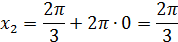 x₂ = 2π/3 + 2π · 0 = 2π/3